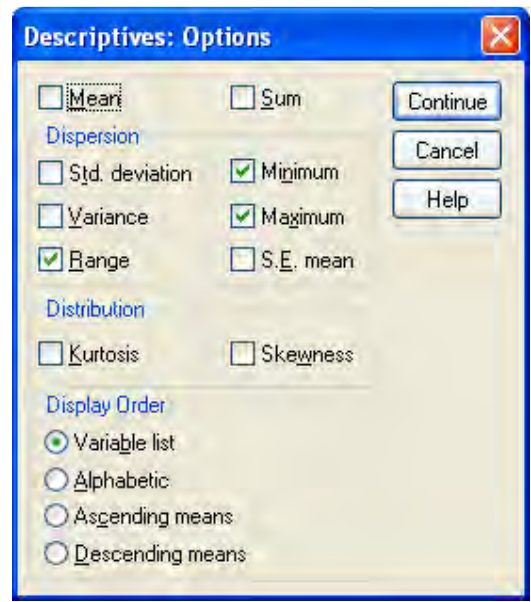 Descriptives: Options
Mean Sum Continue
Dispersion
Cancel
Std. deviation Minimum
Help
Variance Maximum
Range S.E. mean
Distribution
Kurtosis Skewness
Display Order
Variable list
Alphabetic
Ascending means
Descending means